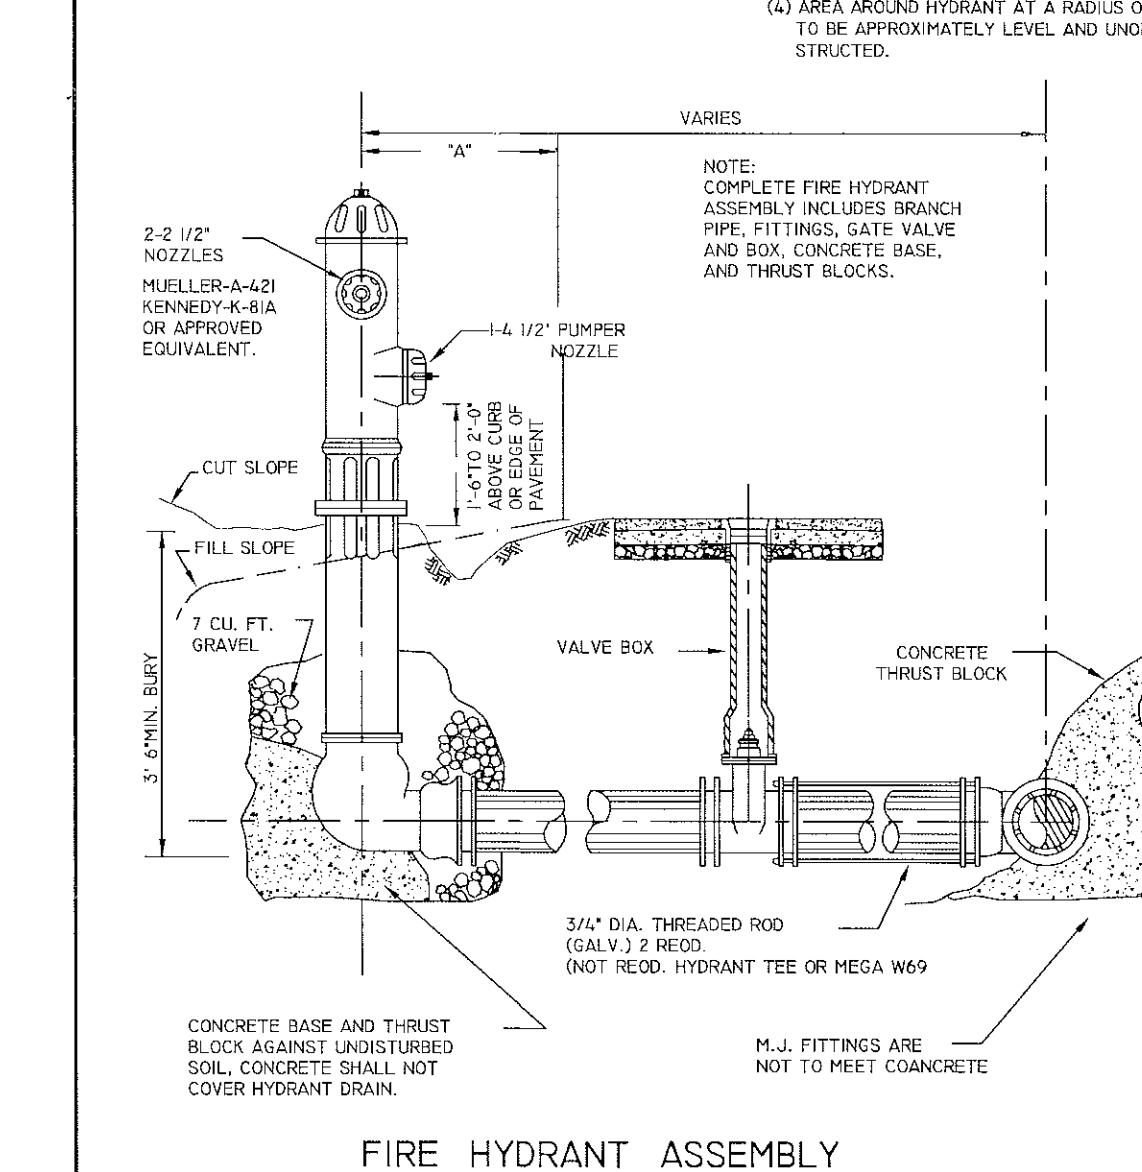 (4) AREA AROUND HYDRANT AT A RADIUS O
TO BE APPROXIMATELY LEVEL AND UNO
STRUCTED.
VARIES
"A"
NOTE:
COMPLETE FIRE HYDRANT
ASSEMBLY INCLUDES BRANCH
PIPE, FITTINGS, GATE VALVE
AND BOX, CONCRETE BASE,
AND THRUST BLOCKS.
2-2 1/2"
NOZZLES
MUELLER-A-421
KENNEDY-K-81A
OR APPROVED
EQUIVALENT.
1-4 1/2" PUMPER
NOZZLE
1'-6"TO 2'-0"
ABOVE CURB
OR EDGE OF
PAVEMENT
CUT SLOPE
FILL SLOPE
7 CU. FT.
GRAVEL
3' 6"MIN. BURY
VALVE BOX
CONCRETE
THRUST BLOCK
3/4" DIA. THREADED ROD
(GALV.) 2 REOD.
(NOT REOD. HYDRANT TEE OR MEGA W69
CONCRETE BASE AND THRUST
BLOCK AGAINST UNDISTURBED
SOIL, CONCRETE SHALL NOT
COVER HYDRANT DRAIN.
M.J. FITTINGS ARE
NOT TO MEET COANCRETE
FIRE HYDRANT ASSEMBLY